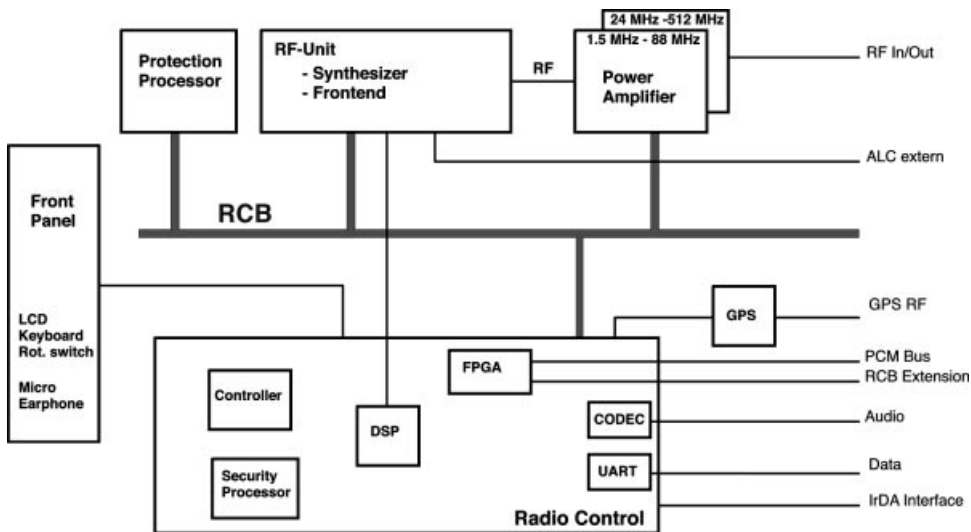 24 MHz -512 MHz
1.5 MHz - 88 MHz
Protection
Processor
RF-Unit
- Synthesizer
- Frontend
RF
Power
Amplifier
RF In/Out
ALC extern
Front
Panel
RCB
LCD
Keyboard
Rot. switch
Micro
Earphone
GPS
GPS RF
FPGA
PCM Bus
RCB Extension
Controller
DSP
CODEC
Audio
Security
Processor
UART
Data
IrDA Interface
Radio Control